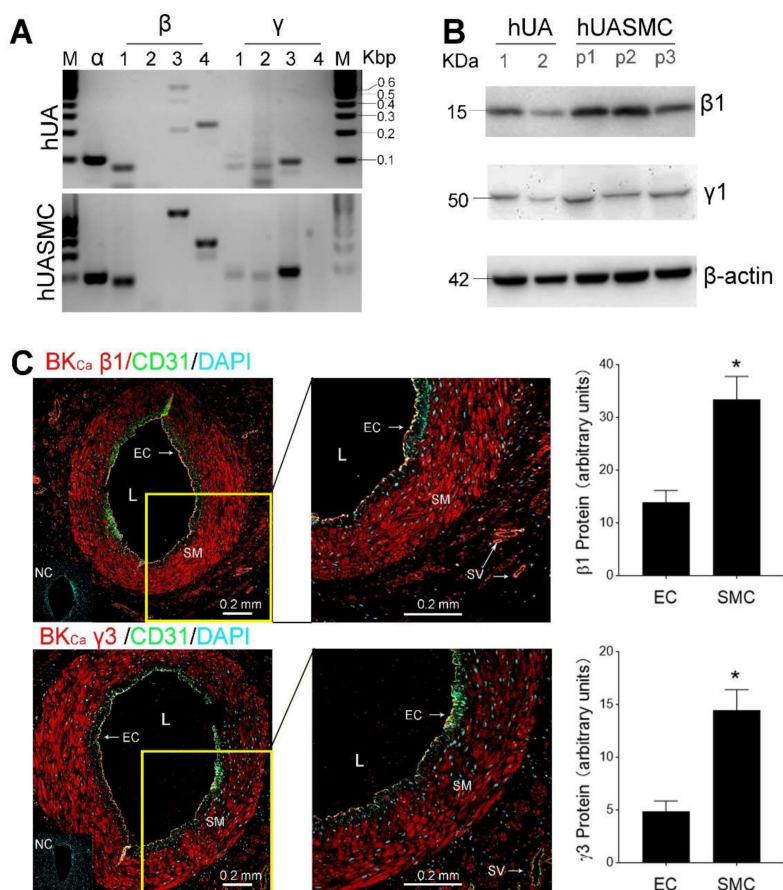 A
β γ
M α 1 2 3 4 1 2 3 4 M Kbp
hUA
0.6
0.5
0.4
0.3
0.2
0.1
hUASMC
B
hUA hUASMC
KDa 1 2 p1 p2 p3
15 β1
50 γ1
42 β-actin
C
BKCa β1/CD31/DAPI
EC
L
SM
NC
0.2 mm
EC
L
SM
SV
0.2 mm
β1 Protein (arbitrary units)
40
30
20
10
0
*
EC SMC
BKCa γ3 /CD31/DAPI
L
EC
SM
NC
0.2 mm
EC
L
SM
SV
0.2 mm
γ3 Protein (arbitrary units)
15
10
5
0
*
EC SMC